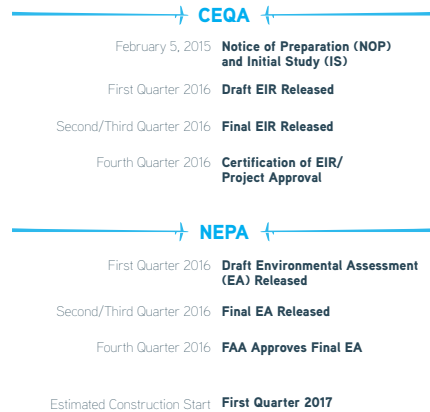 CEQA
February 5, 2015 Notice of Preparation (NOP)
and Initial Study (IS)
First Quarter 2016 Draft EIR Released
Second/Third Quarter 2016 Final EIR Released
Fourth Quarter 2016 Certification of EIR/
Project Approval
NEPA
First Quarter 2016 Draft Environmental Assessment
(EA) Released
Second/Third Quarter 2016 Final EA Released
Fourth Quarter 2016 FAA Approves Final EA
Estimated Construction Start First Quarter 2017